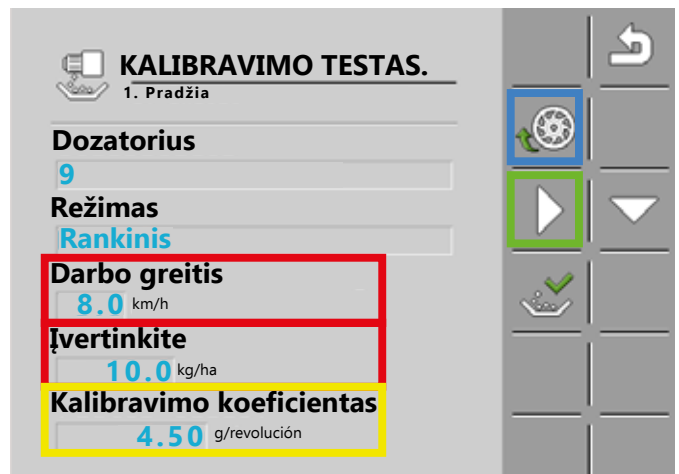 KALIBRAVIMO TESTAS.
1. Pradžia
Dozatorius
9
Režimas
Rankinis
Darbo greitis
8.0 km/h
Įvertinkite
10.0 kg/ha
Kalibravimo koeficientas
4.50 g/revolución